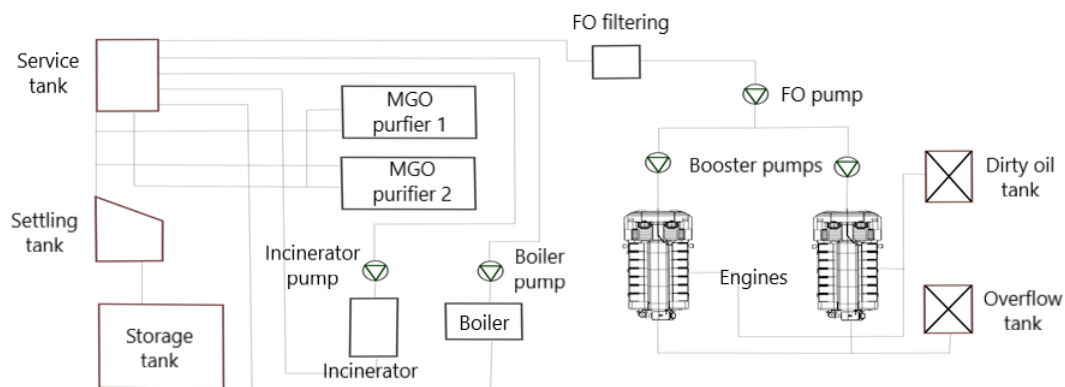 FO filtering
Service
tank
MGO
purfier 1
FO pump
MGO
purifier 2
Booster pumps
Dirty oil
tank
Settling
tank
Incinerator
pump
Boiler
pump
Engines
Overflow
tank
Storage
tank
Boiler
Incinerator